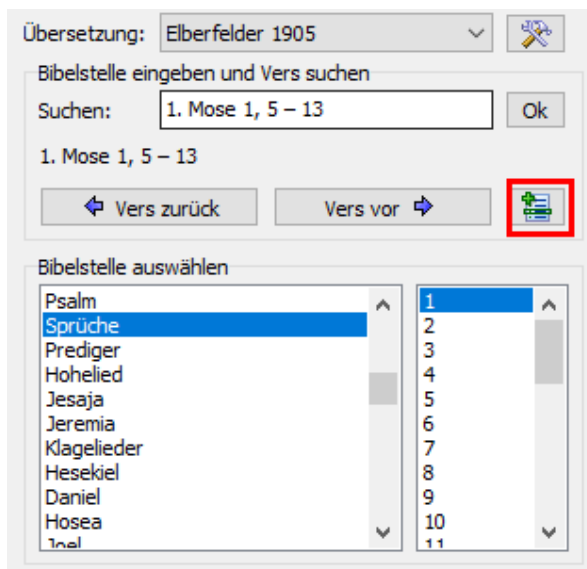 Übersetzung: Elberfelder 1905
Bibelstelle eingeben und Vers suchen
Suchen: 1. Mose 1, 5 – 13 Ok
1. Mose 1, 5 – 13
Vers zurück Vers vor
Bibelstelle auswählen
Psalm 1
Sprüche 2
Prediger 3
Hohelied 4
Jesaja 5
Jeremia 6
Klagelieder 7
Hesekiel 8
Daniel 9
Hosea 10
Joel 11